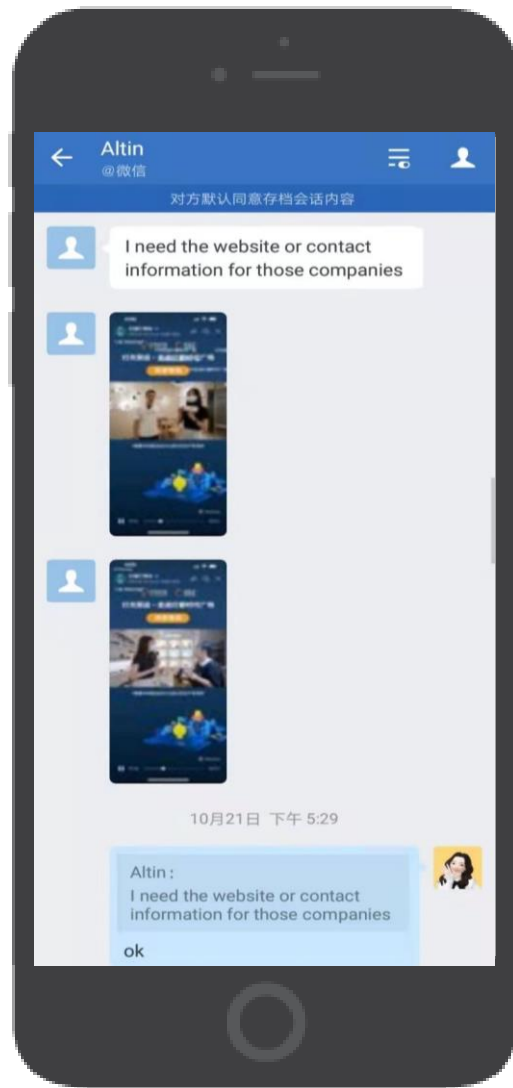 Altin
@微信
对方默认同意存档会话内容
I need the website or contact
information for those companies
10月21日 下午 5:29
Altin :
I need the website or contact
information for those companies
ok